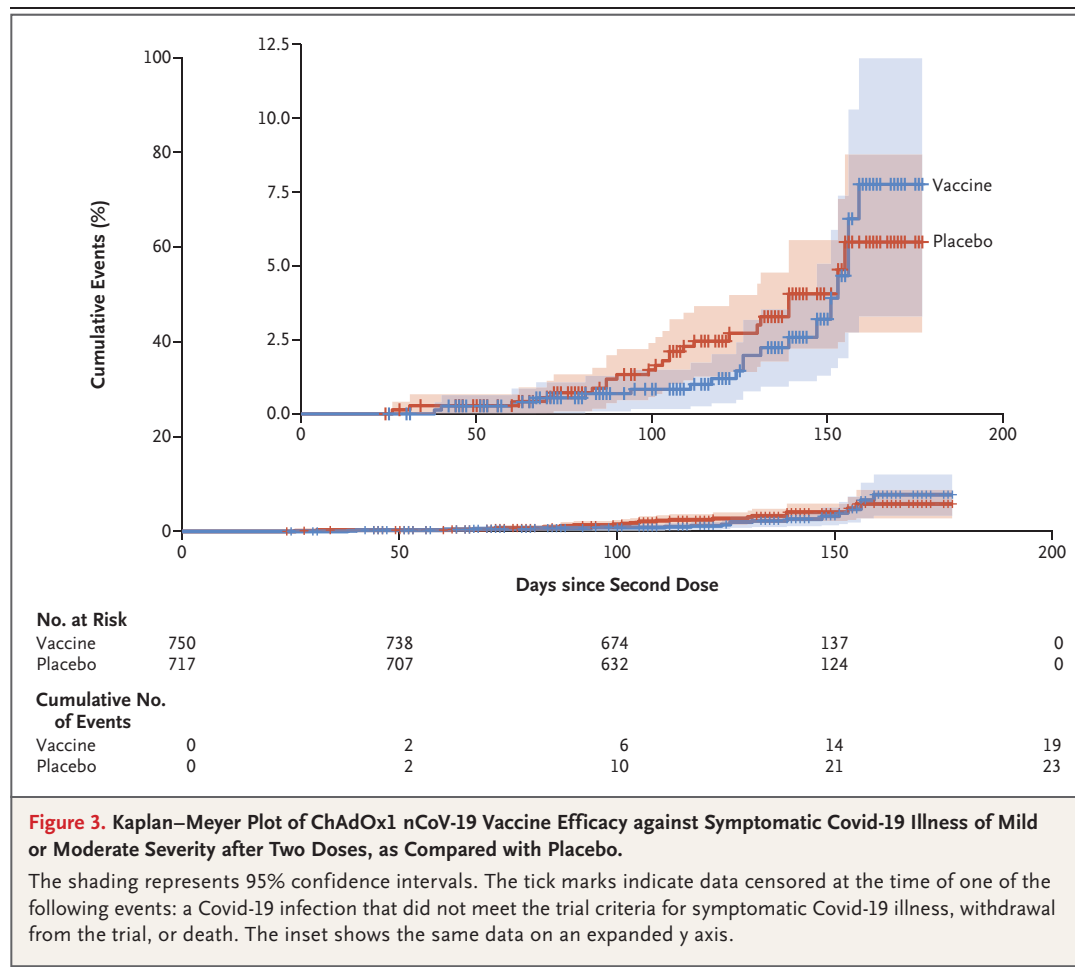 12.5
100
10.0
80
7.5
Vaccine
60
5.0
Placebo
40
2.5
0.0
0 50 100 150 200
20
0
0 50 100 150 200
Cumulative Events (%)
Days since Second Dose
No. at Risk
Vaccine 750 738 674 137 0
Placebo 717 707 632 124 0
Cumulative No.
of Events
Vaccine 0 2 6 14 19
Placebo 0 2 10 21 23
Figure 3. Kaplan–Meyer Plot of ChAdOx1 nCoV-19 Vaccine Efficacy against Symptomatic Covid-19 Illness of Mild
or Moderate Severity after Two Doses, as Compared with Placebo.
The shading represents 95% confidence intervals. The tick marks indicate data censored at the time of one of the
following events: a Covid-19 infection that did not meet the trial criteria for symptomatic Covid-19 illness, withdrawal
from the trial, or death. The inset shows the same data on an expanded y axis.